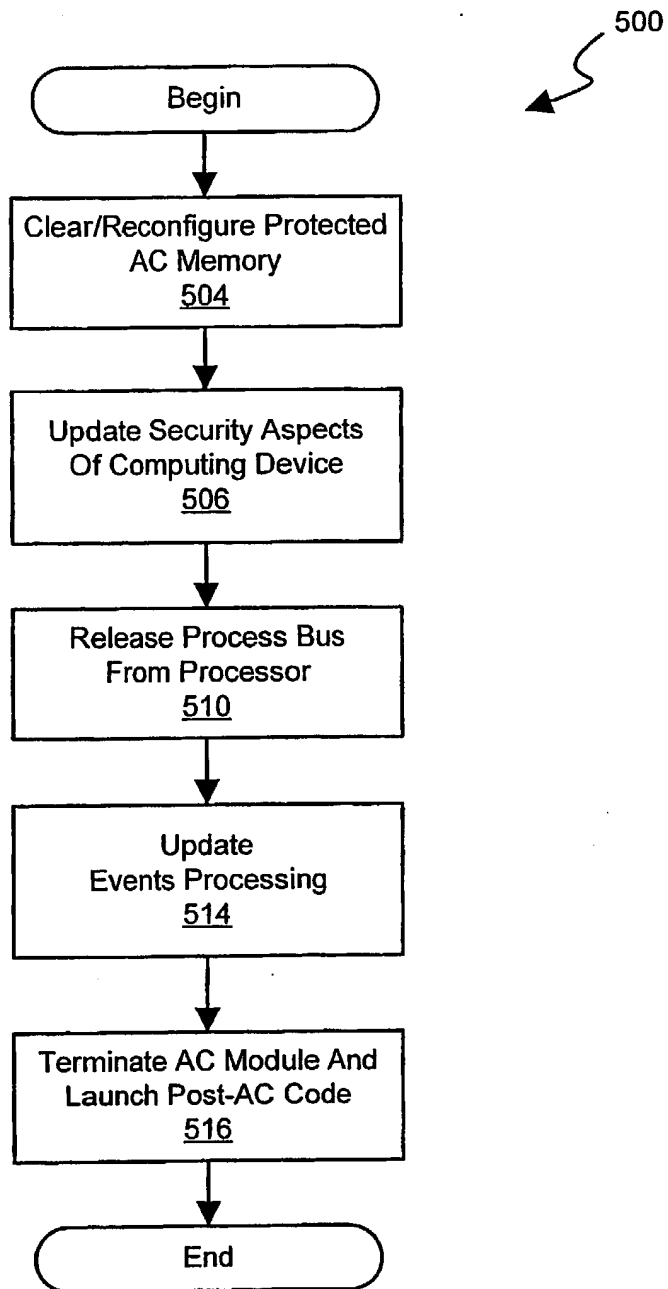 500
Begin
Clear/Reconfigure Protected
AC Memory
504
Update Security Aspects
Of Computing Device
506
Release Process Bus
From Processor
510
Update
Events Processing
514
Terminate AC Module And
Launch Post-AC Code
516
End